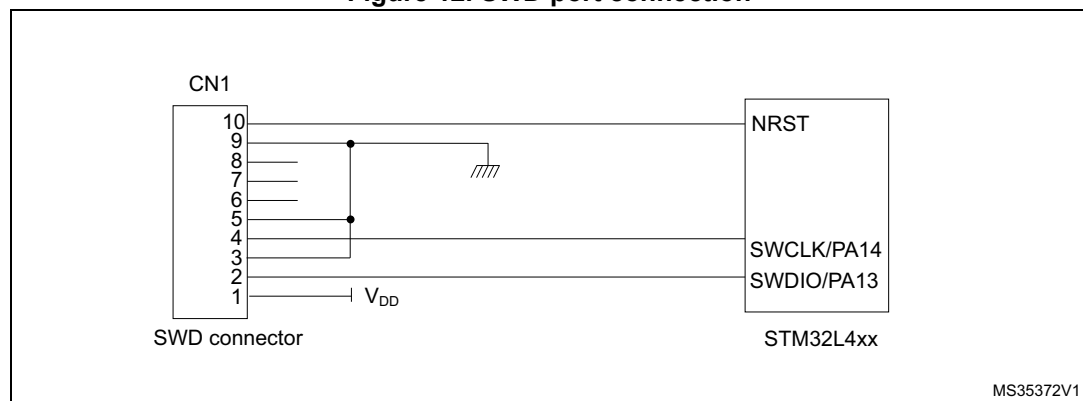 Figure 12. SWD port connection
CN1
10
9
8
7
6
5
4
3
2
1
VDD
SWD connector
NRST
SWCLK/PA14
SWDIO/PA13
STM32L4xx
MS35372V1